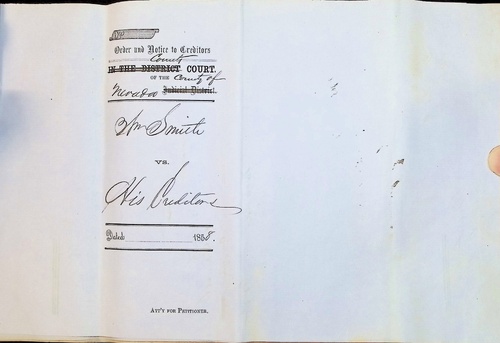 Order and Notice to Creditors
County
IN THE DISTRICT COURT.
OF THE County of
Nevada Judicial District.
Wm Smith
vs.
His Creditors
Dated 1858.
ATT'Y FOR PETITIONER.